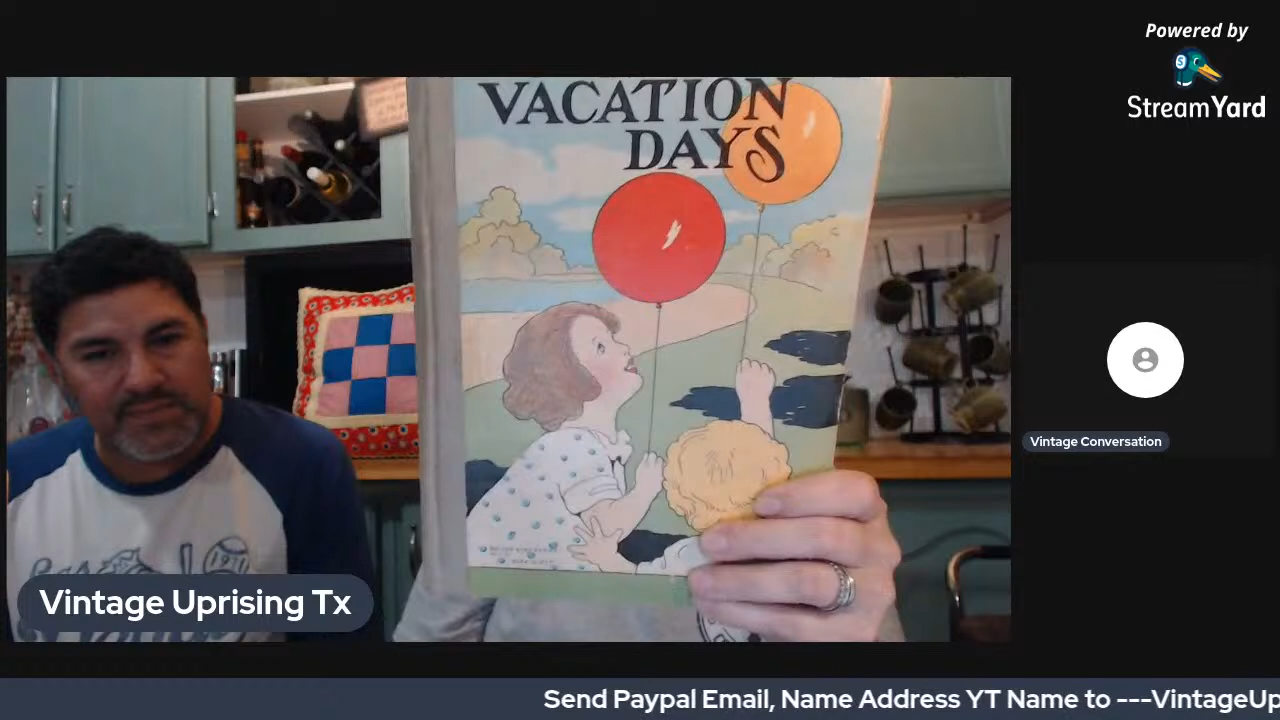 Powered by
StreamYard
VACATION
DAYS
Vintage Conversation
Vintage Uprising Tx
Send Paypal Email, Name Address YT Name to ---VintageUp